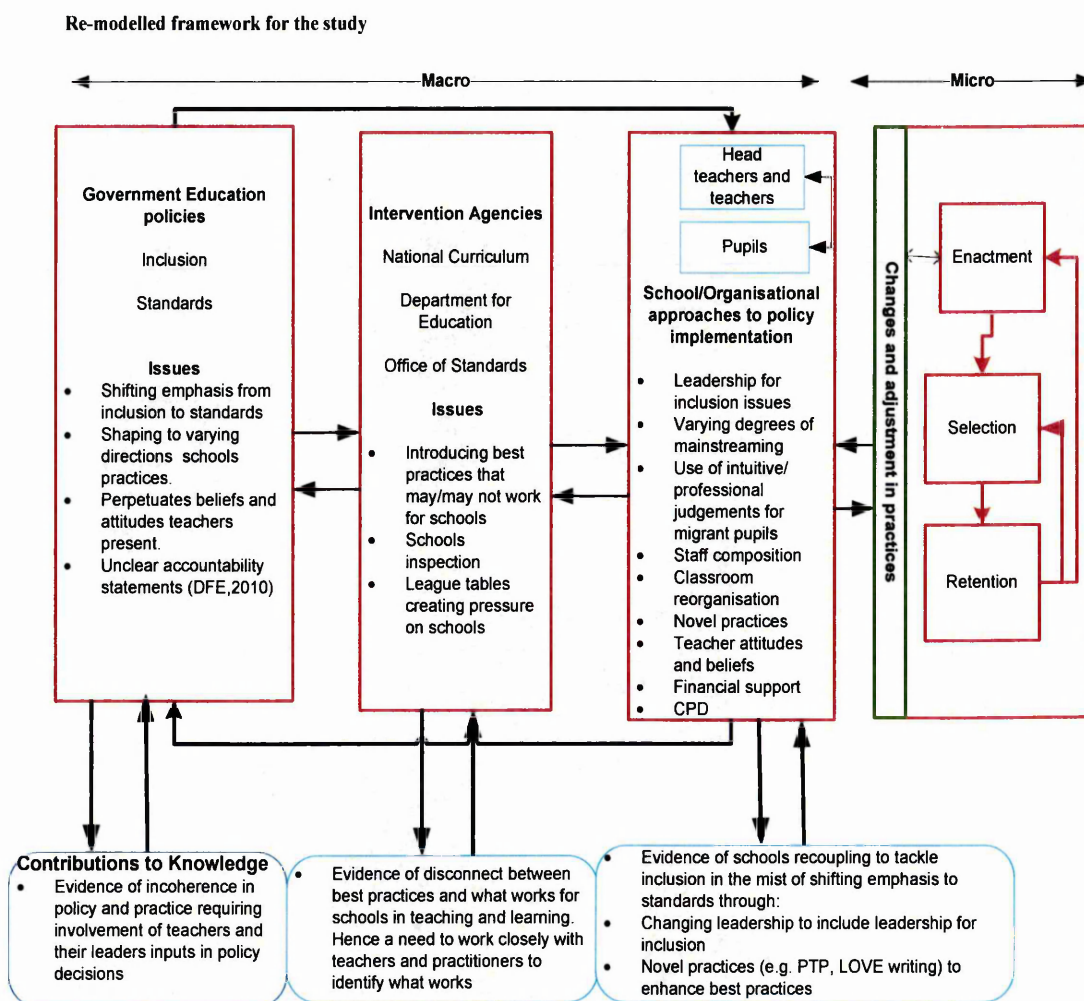 Re-modelled framework for the study
Macro
Micro
Government Education
policies
Inclusion
Standards
Issues
• Shifting emphasis from
inclusion to standards
• Shaping to varying
directions schools
practices.
• Perpetuates beliefs and
attitudes teachers
present.
• Unclear accountability
statements (DFE,2010)
Intervention Agencies
National Curriculum
Department for
Education
Office of Standards
Issues
• Introducing best
practices that
may/may not work
for schools
• Schools
inspection
• League tables
creating pressure
on schools
Head
teachers and
teachers
Pupils
School/Organisational
approaches to policy
implementation
• Leadership for
inclusion issues
• Varying degrees of
mainstreaming
• Use of intuitive/
professional
judgements for
migrant pupils
• Staff composition
• Classroom
reorganisation
• Novel practices
• Teacher attitudes
and beliefs
• Financial support
• CPD
Changes and adjustment in practices
Enactment
Selection
Retention
Contributions to Knowledge
• Evidence of incoherence in
policy and practice requiring
involvement of teachers and
their leaders inputs in policy
decisions
• Evidence of disconnect between
best practices and what works for
schools in teaching and learning.
Hence a need to work closely with
teachers and practitioners to
identify what works
• Evidence of schools recoupling to tackle
inclusion in the mist of shifting emphasis to
standards through:
• Changing leadership to include leadership for
inclusion
• Novel practices (e.g. PTP, LOVE writing) to
enhance best practices